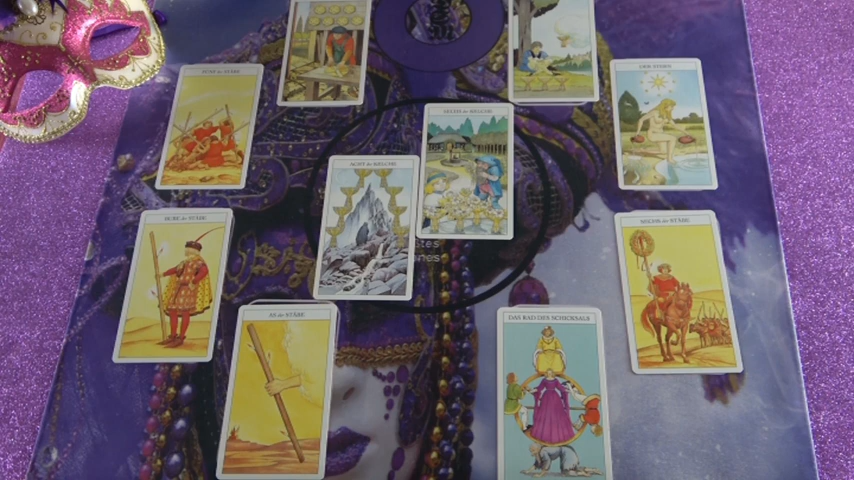 FÜNF der STÄBE
DER STERN
SECHS der KELCHE
ACHT der KELCHE
BUBE der STÄBE
SECHS der STÄBE
AS der STÄBE
DAS RAD DES SCHICKSALS